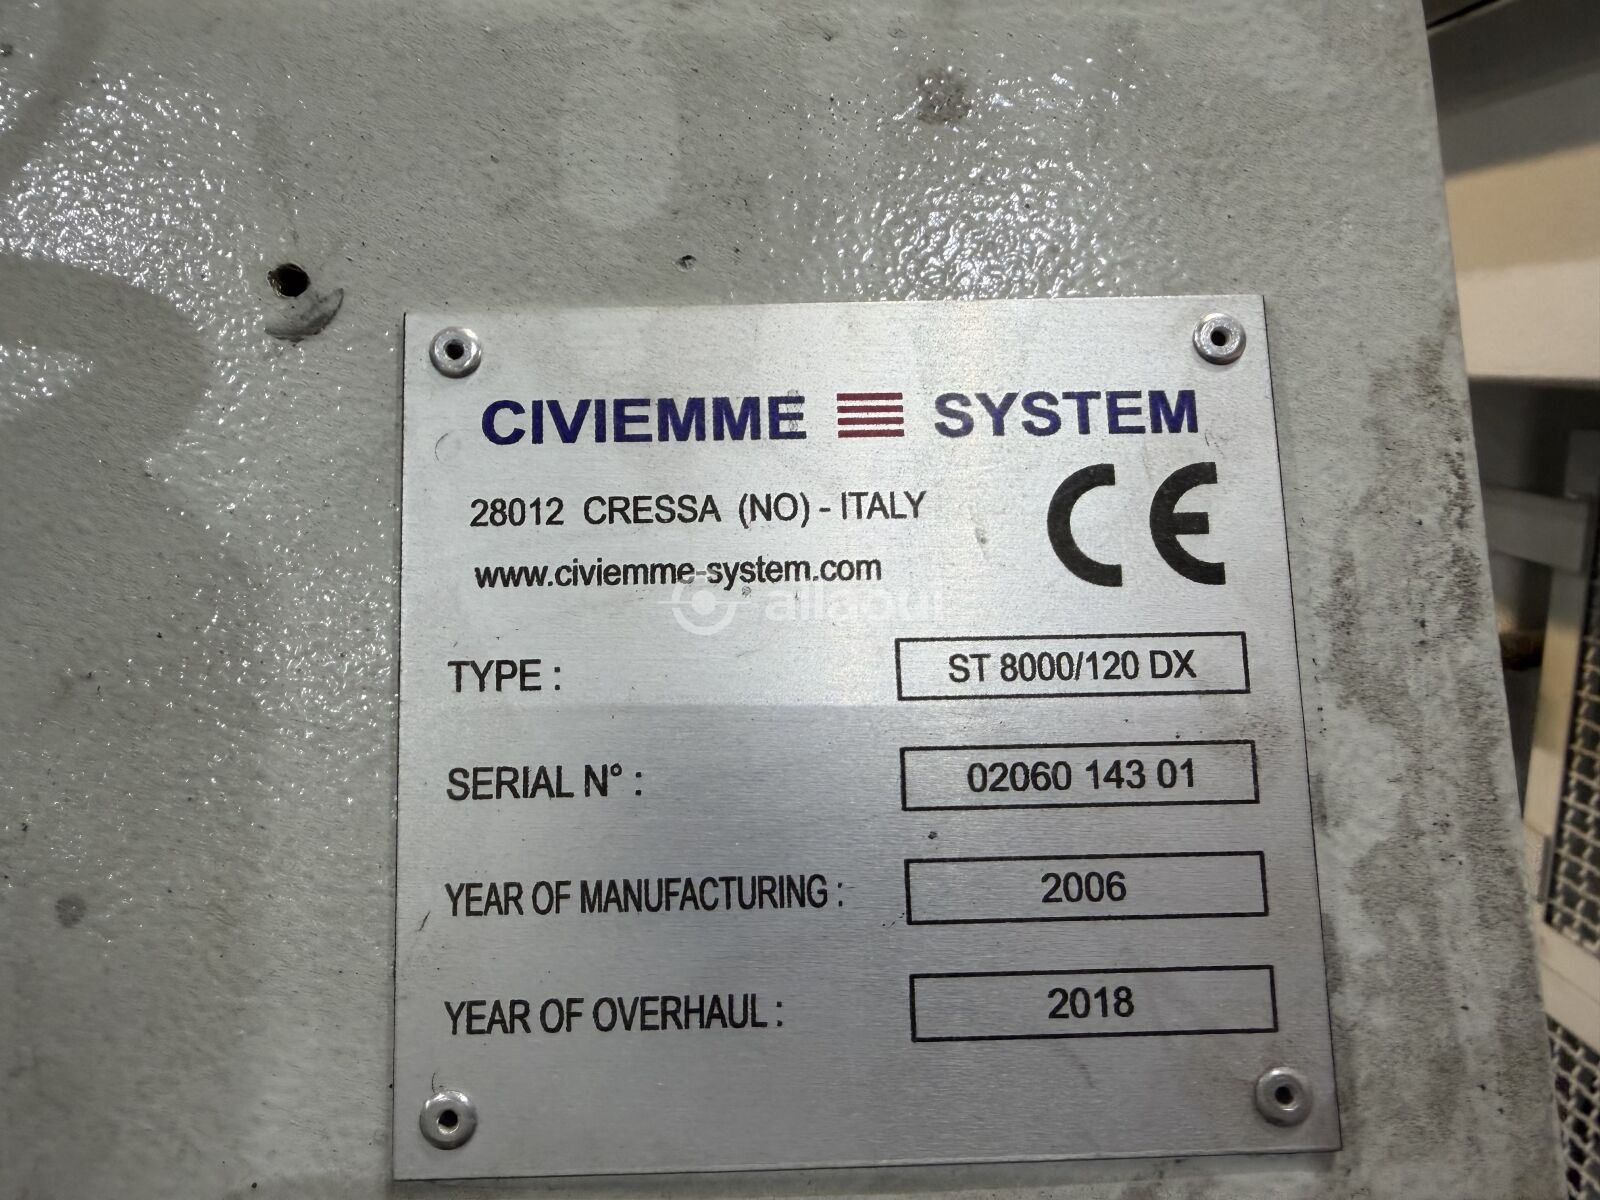 CIVIEMME SYSTEM
28012 CRESSA (NO) - ITALY
CE
www.civiemme-system.com
allaoui
TYPE : ST 8000/120 DX
SERIAL N° : 02060 143 01
YEAR OF MANUFACTURING : 2006
YEAR OF OVERHAUL : 2018